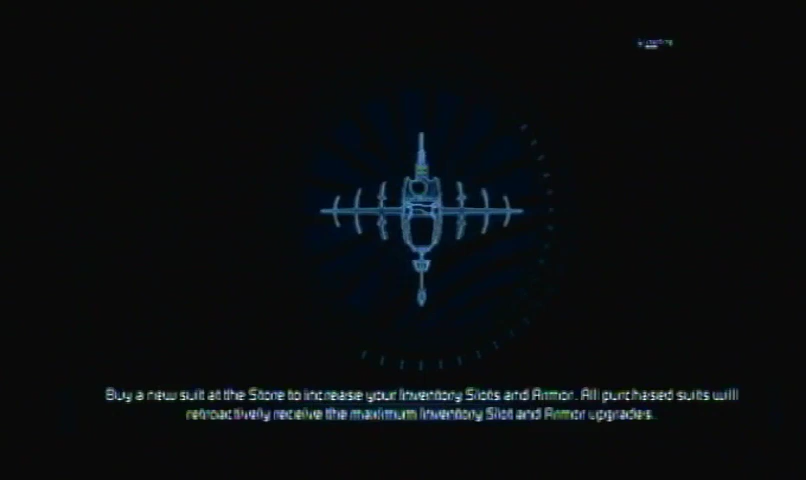 Buy a new suit at the Store to increase your Inventory Slots and Armor. All purchased suits will
retroactively receive the maximum Inventory Slot and Armor upgrades.